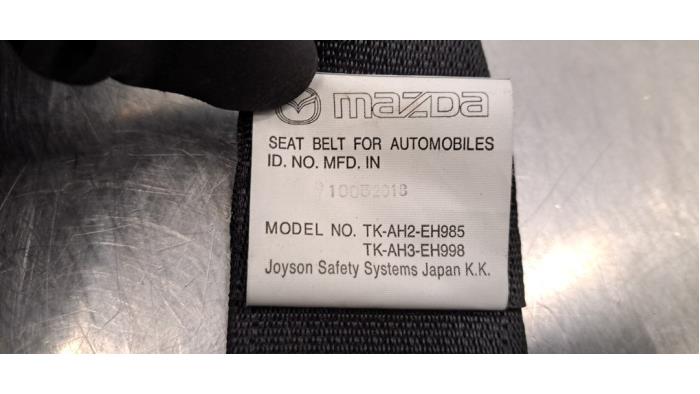 mazda
SEAT BELT FOR AUTOMOBILES
ID. NO. MFD. IN
MODEL NO. TK-AH2-EH985
TK-AH3-EH998
Joyson Safety Systems Japan K.K.